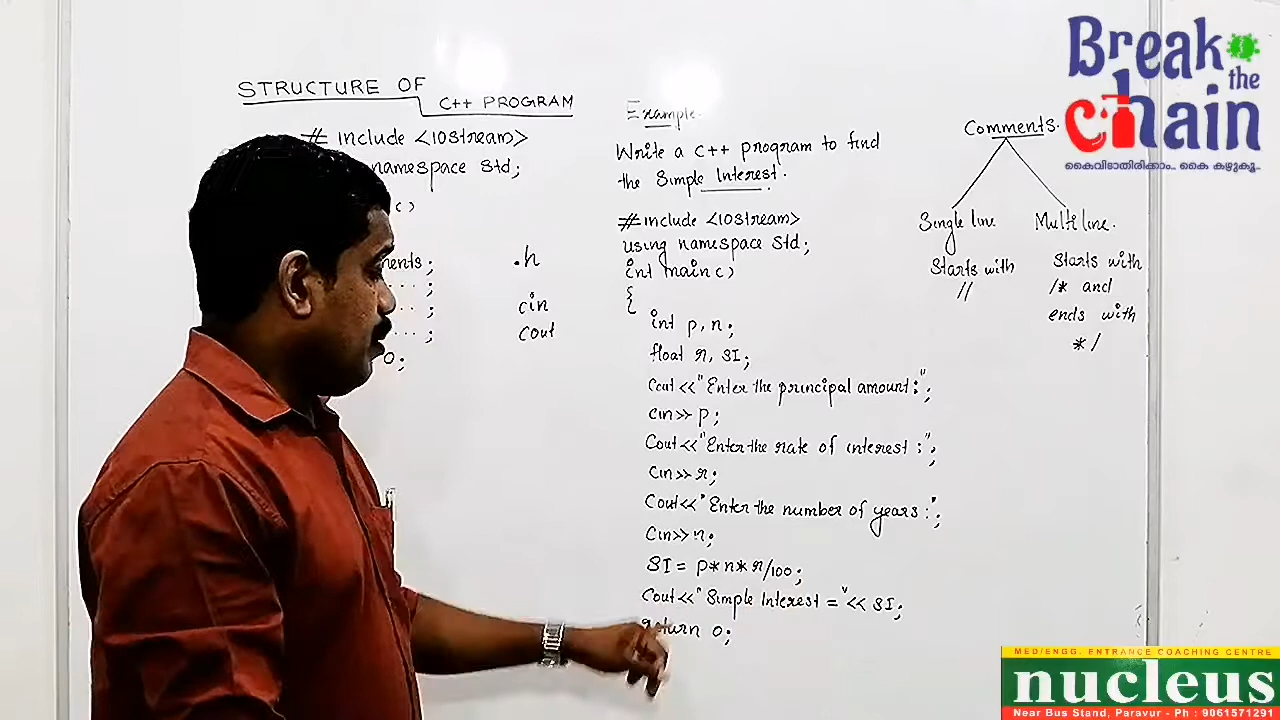 STRUCTURE OF
C++ PROGRAM
# include <iostream>
namespace std;
()
;
;
;
0;
.h
cin
cout
Example.
Write a C++ program to find
the Simple Interest.
#include <iostream>
using namespace std;
int main()
{
int p, n;
float r, SI;
Cout<<"Enter the principal amount:";
cin>>p;
Cout<<"Enter the rate of interest:";
cin>>r;
Cout<<"Enter the number of years:";
Cin>>n;
SI = p*n*r/100;
Cout<<"Simple Interest ="<<SI;
return 0;
Comments.
Single line
Starts with
//
Multi line.
Starts with
/* and
ends with
*/
Break
the
chain
കൈവിടാതിരിക്കാം.. കൈ കഴുകൂ..
MED/ENGG. ENTRANCE COACHING CENTRE
nucleus
Near Bus Stand, Paravur - Ph : 9061571291